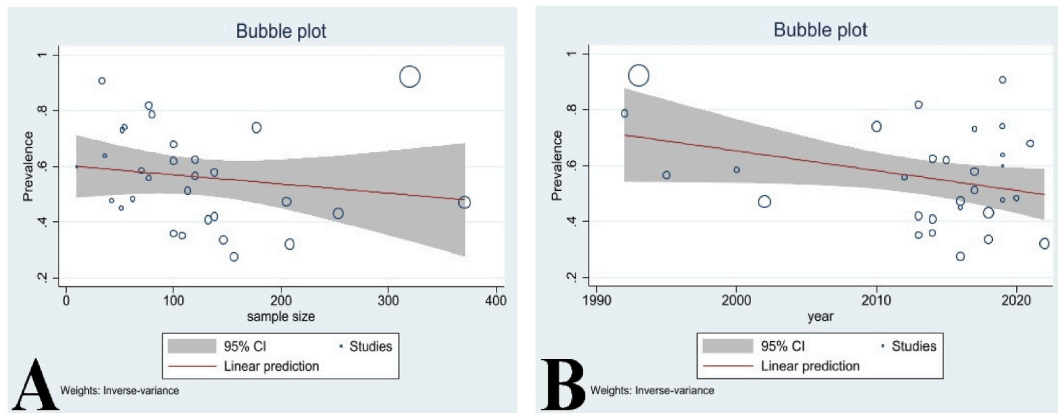 Bubble plot
Prevalence
1
.8
.6
.4
.2
0 100 200 300 400
sample size
95% CI Studies
Linear prediction
Weights: Inverse-variance
A
Bubble plot
Prevalence
1
.8
.6
.4
.2
1990 2000 2010 2020
year
95% CI Studies
Linear prediction
Weights: Inverse-variance
B